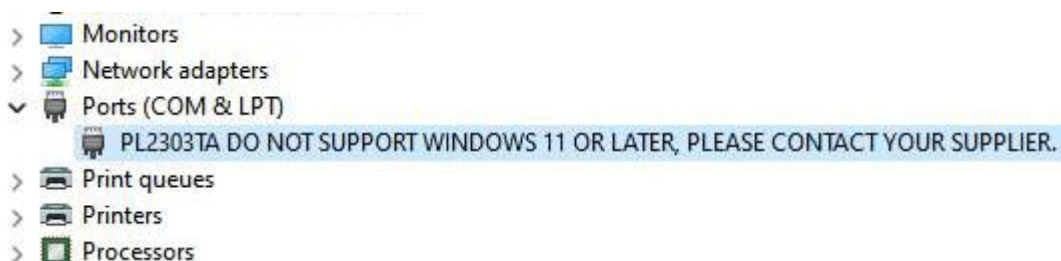 Monitors
Network adapters
Ports (COM & LPT)
PL2303TA DO NOT SUPPORT WINDOWS 11 OR LATER, PLEASE CONTACT YOUR SUPPLIER.
Print queues
Printers
Processors